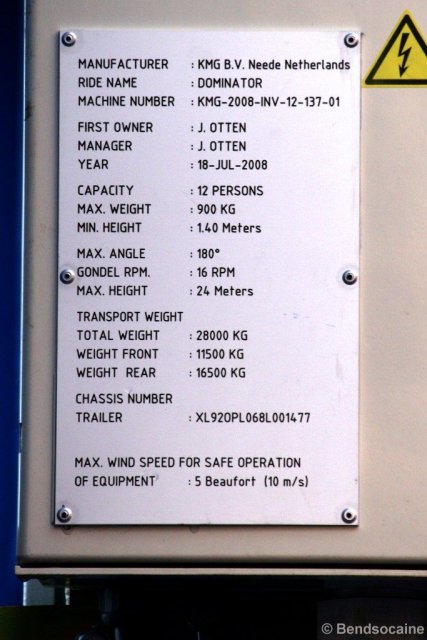 MANUFACTURER : KMG B.V. Neede Netherlands
RIDE NAME : DOMINATOR
MACHINE NUMBER : KMG-2008-INV-12-137-01
FIRST OWNER : J. OTTEN
MANAGER : J. OTTEN
YEAR : 18-JUL-2008
CAPACITY : 12 PERSONS
MAX. WEIGHT : 900 KG
MIN. HEIGHT : 1.40 Meters
MAX. ANGLE : 180°
GONDEL RPM. : 16 RPM
MAX. HEIGHT : 24 Meters
TRANSPORT WEIGHT
TOTAL WEIGHT : 28000 KG
WEIGHT FRONT : 11500 KG
WEIGHT REAR : 16500 KG
CHASSIS NUMBER
TRAILER : XL920PL068L001477
MAX. WIND SPEED FOR SAFE OPERATION
OF EQUIPMENT : 5 Beaufort (10 m/s)
© Bendsocaine